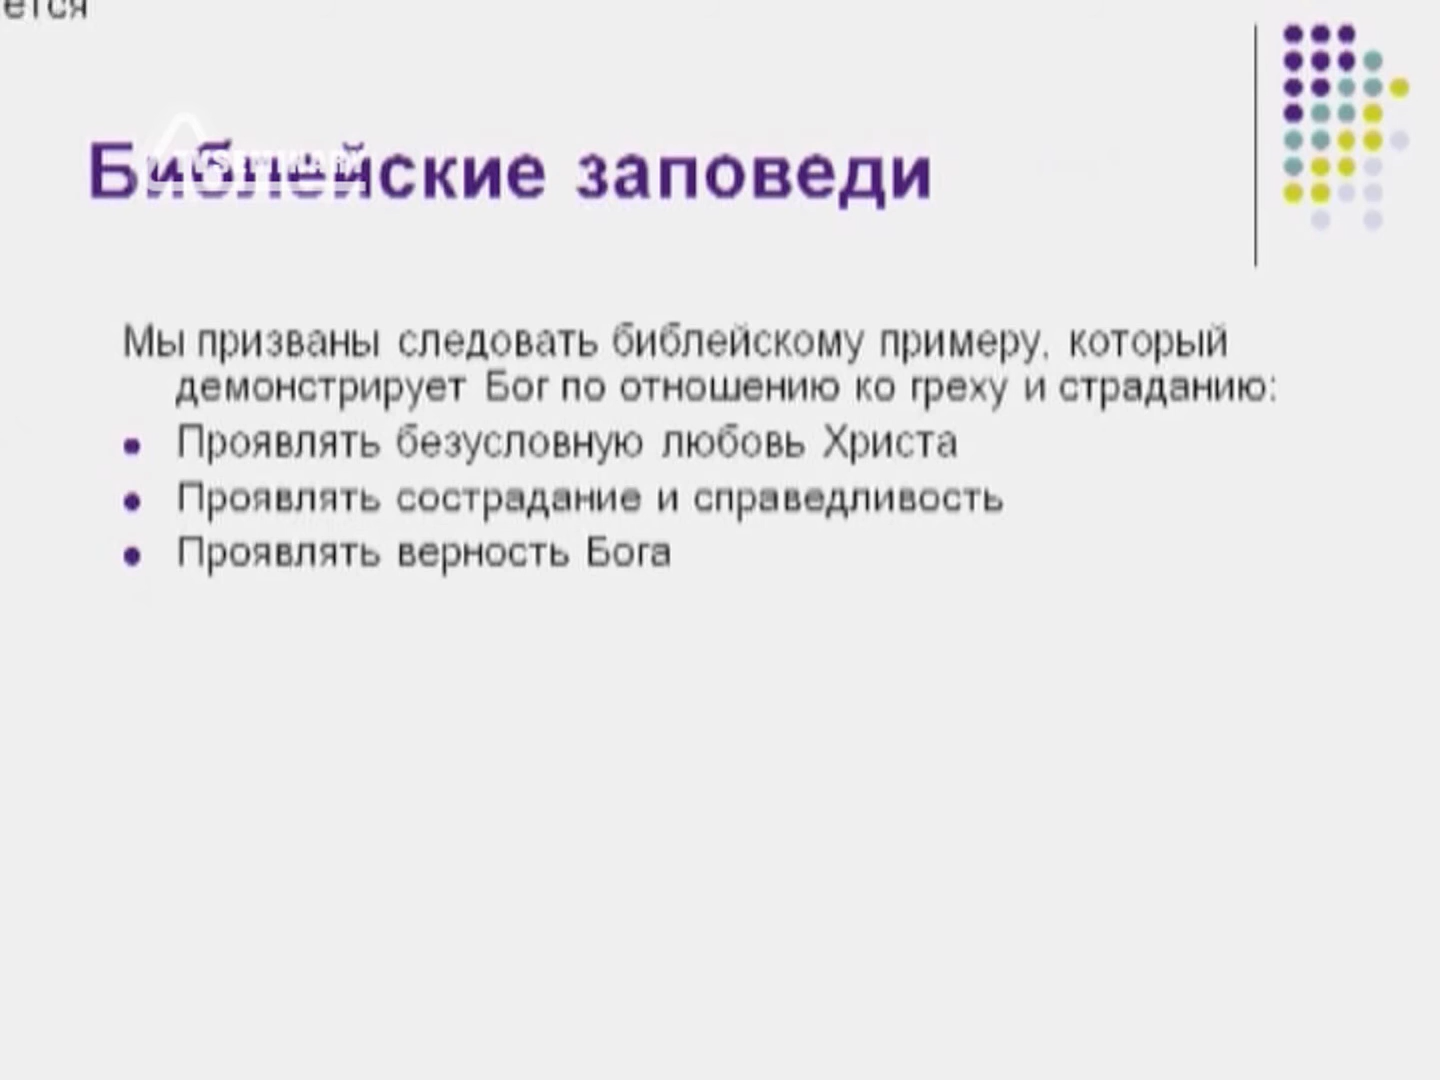 ется
Библейские заповеди
TVSEMINARY
Мы призваны следовать библейскому примеру, который
демонстрирует Бог по отношению ко греху и страданию:
Проявлять безусловную любовь Христа
Проявлять сострадание и справедливость
Проявлять верность Бога